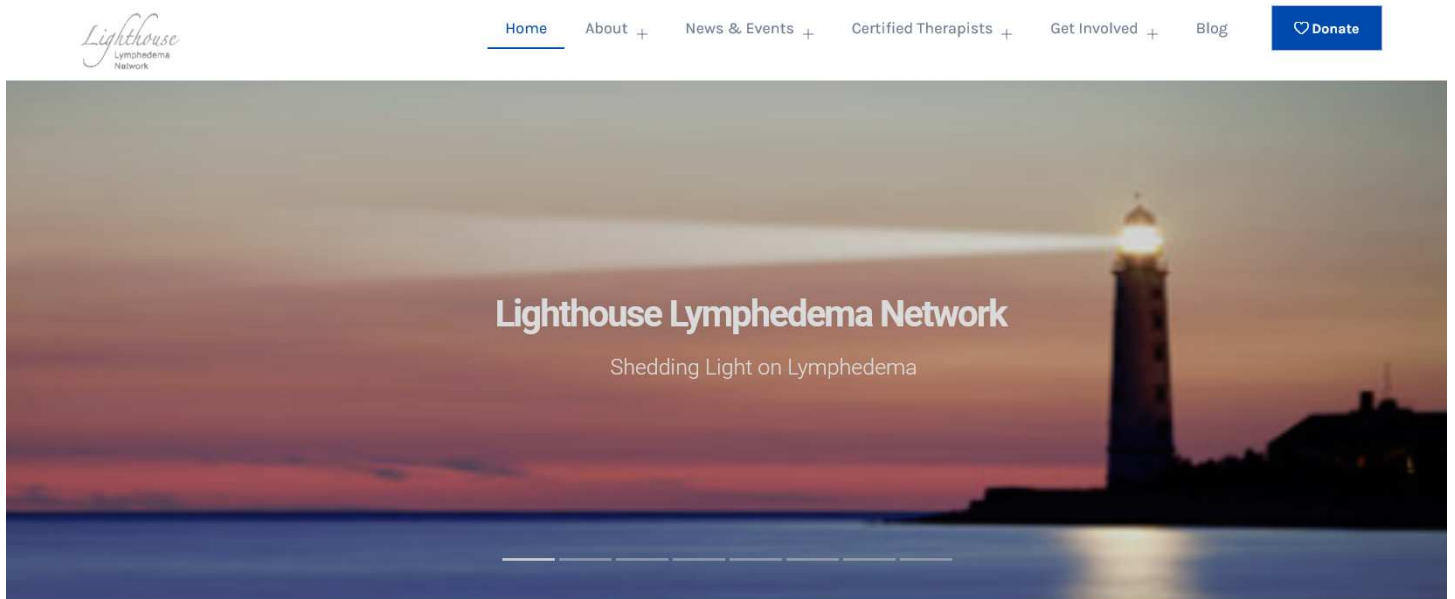 Lighthouse
Lymphedema
Network
Home
About +
News & Events +
Certified Therapists +
Get Involved +
Blog
Donate
Lighthouse Lymphedema Network
Shedding Light on Lymphedema